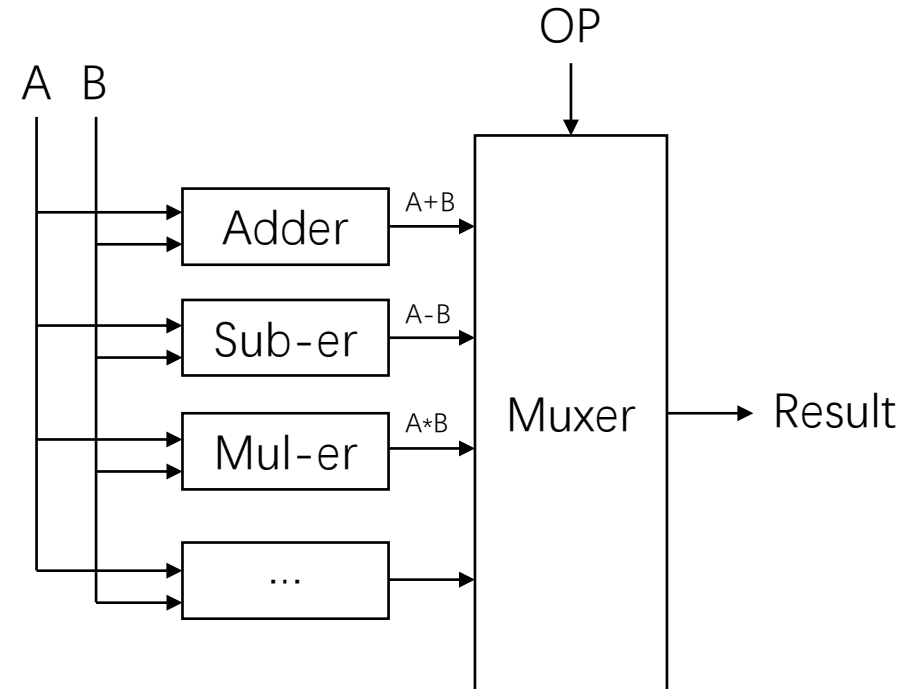 OP
A B
Adder
A+B
Sub-er
A-B
Mul-er
A*B
...
Muxer
Result